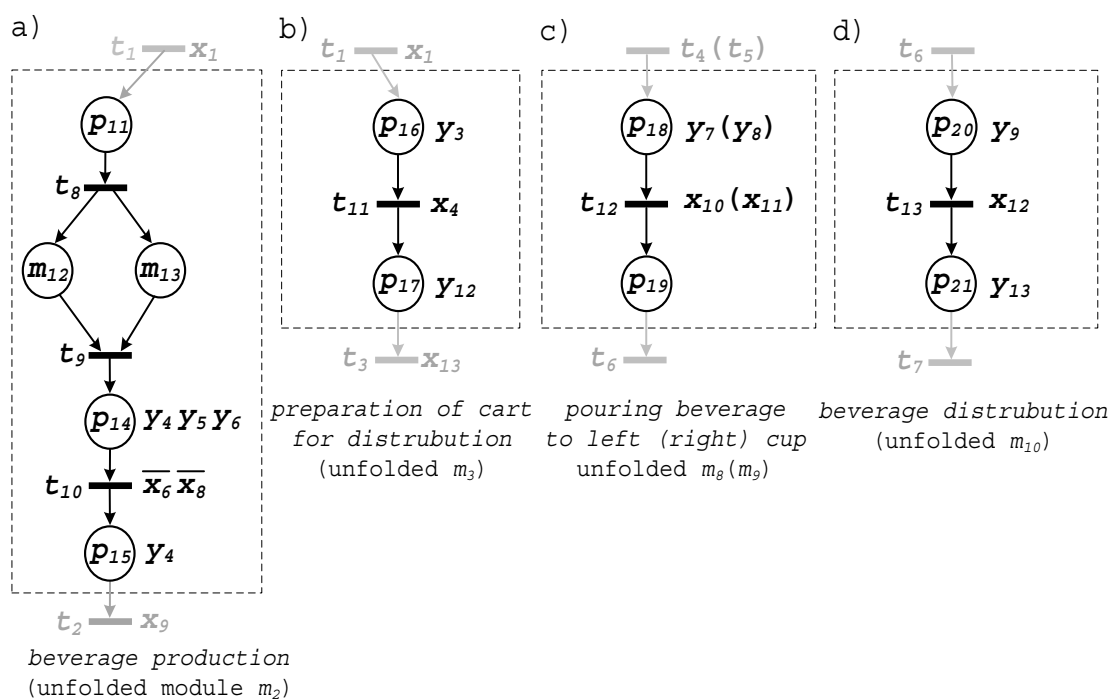 a)
t₁ x₁
p₁₁
t₈
m₁₂ m₁₃
t₉
p₁₄ y₄ y₅ y₆
t₁₀ x̅₆ x̅₈
p₁₅ y₄
t₂ x₉
beverage production
(unfolded module m₂)
b)
t₁ x₁
p₁₆ y₃
t₁₁ x₄
p₁₇ y₁₂
t₃ x₁₃
preparation of cart
for distrubution
(unfolded m₃)
c)
t₄(t₅)
p₁₈ y₇(y₈)
t₁₂ x₁₀(x₁₁)
p₁₉
t₆
pouring beverage
to left (right) cup
unfolded m₈(m₉)
d)
t₆
p₂₀ y₉
t₁₃ x₁₂
p₂₁ y₁₃
t₇
beverage distrubution
(unfolded m₁₀)